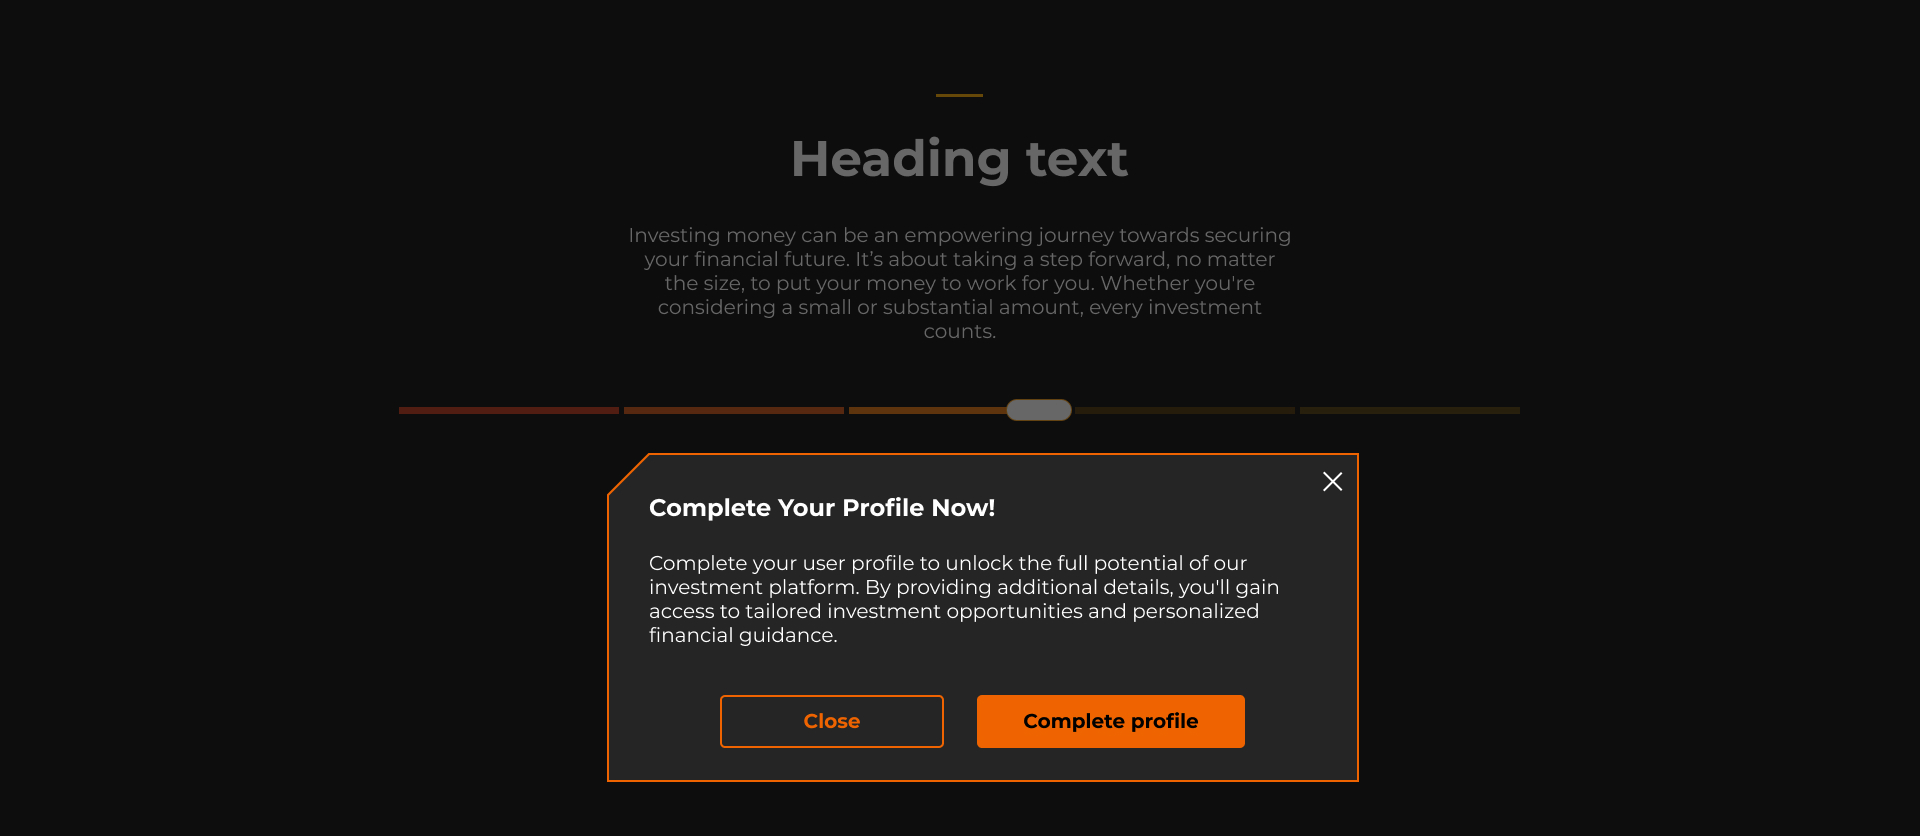 Heading text
Investing money can be an empowering journey towards securing
your financial future. It’s about taking a step forward, no matter
the size, to put your money to work for you. Whether you're
considering a small or substantial amount, every investment
counts.
Complete Your Profile Now!
Complete your user profile to unlock the full potential of our
investment platform. By providing additional details, you'll gain
access to tailored investment opportunities and personalized
financial guidance.
Close
Complete profile